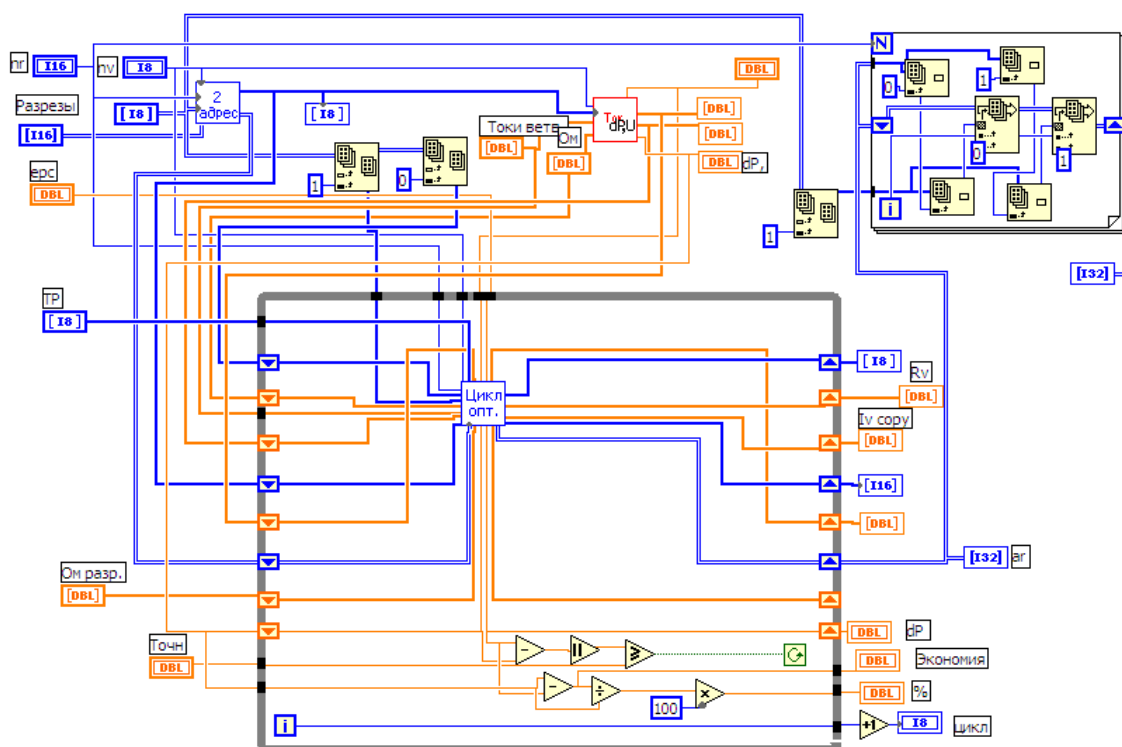 nr
I16
nv
I8
2
адрес
Разрезы
[I8]
[I16]
[I8]
Токи ветв
[DBL]
Ом
[DBL]
dP,U
DBL
[DBL]
[DBL]
DBL
dP,
epc
DBL
1
0
1
N
0
1
0
1
i
[I32]
TP
[I8]
Цикл
опт.
[I8]
Rv
[DBL]
Iv copy
[DBL]
[I16]
[DBL]
[I32]
ar
Ом разр.
[DBL]
Точн
DBL
DBL
dP
DBL
Экономия
100
DBL
%
i
+1
I8
цикл